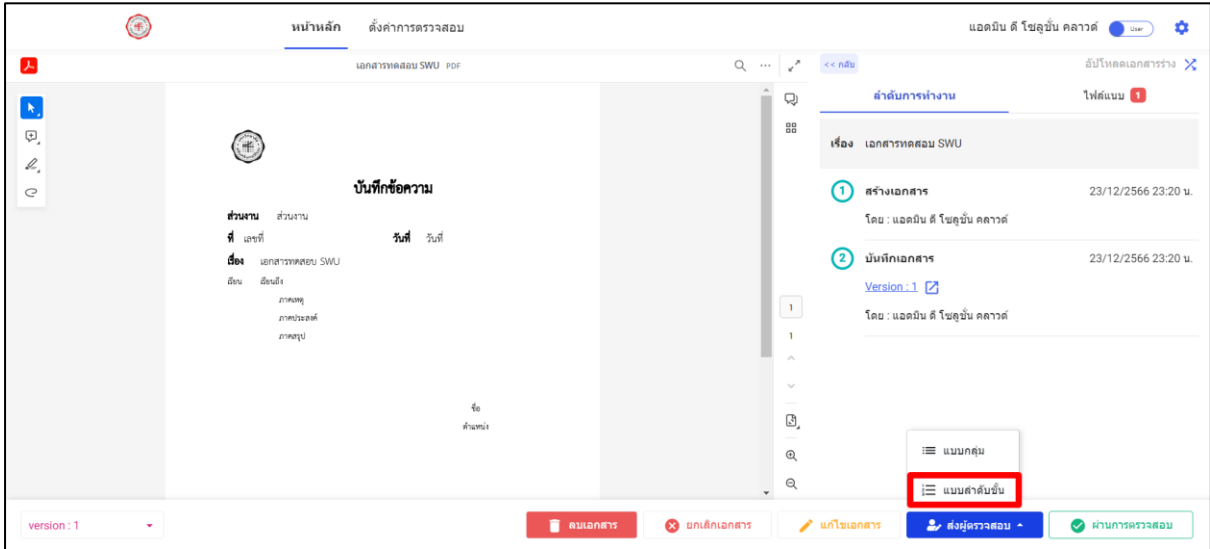 หน้าหลัก ตั้งค่าการตรวจสอบ แอดมิน ดี โซลูชั่น คลาวด์ User
เอกสารทดสอบ SWU PDF
<< กลับ อัปโหลดเอกสารร่าง
ลำดับการทำงาน ไฟล์แนบ 1
เรื่อง เอกสารทดสอบ SWU
บันทึกข้อความ
ส่วนงาน ส่วนงาน
ที่ เลขที่ วันที่ วันที่
เรื่อง เอกสารทดสอบ SWU
เรียน เรียนถึง
ภาคเหตุ
ภาคประสงค์
ภาคสรุป
ชื่อ
ตำแหน่ง
1
1
1 สร้างเอกสาร 23/12/2566 23:20 น.
โดย : แอดมิน ดี โซลูชั่น คลาวด์
2 บันทึกเอกสาร 23/12/2566 23:20 น.
Version : 1
โดย : แอดมิน ดี โซลูชั่น คลาวด์
แบบกลุ่ม
แบบลำดับขั้น
version : 1 ลบเอกสาร ยกเลิกเอกสาร แก้ไขเอกสาร ส่งผู้ตรวจสอบ ผ่านการตรวจสอบ